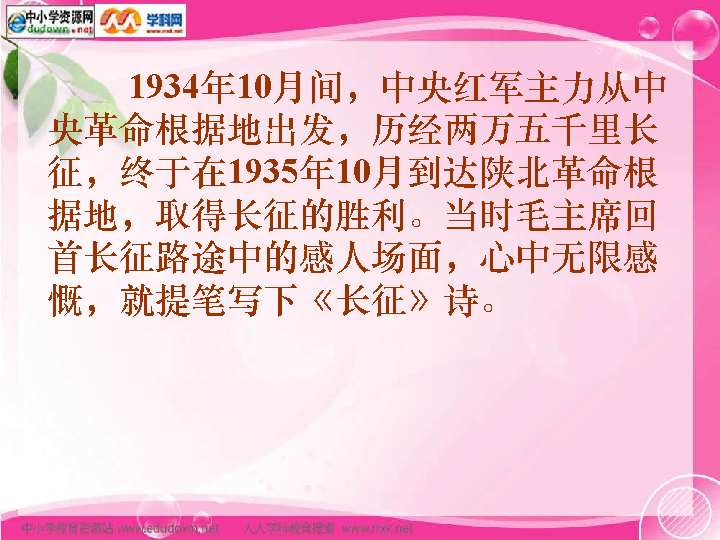 中小学资源网
edudown.net
学科网
www.nxk.net
1934年10月间，中央红军主力从中
央革命根据地出发，历经两万五千里长
征，终于在1935年10月到达陕北革命根
据地，取得长征的胜利。当时毛主席回
首长征路途中的感人场面，心中无限感
慨，就提笔写下《长征》诗。
中小学教育资源站 www.edudown.net 人人学科教育搜索 www.nxk.net